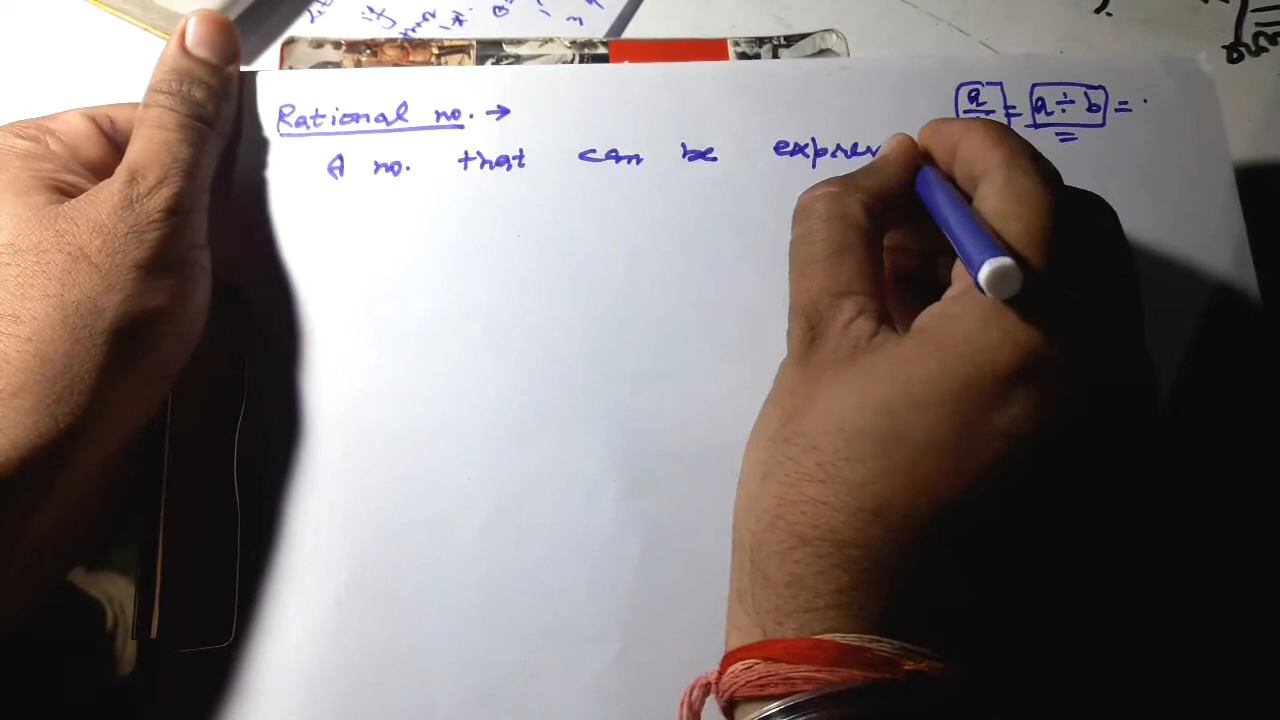 Rational no. →
a = a ÷ b = .
A no. that can be expres